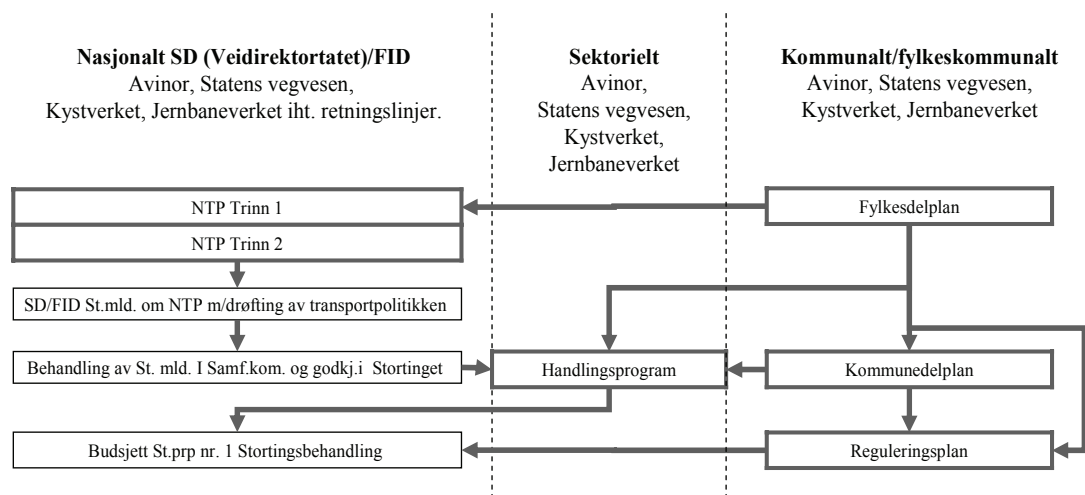 Nasjonalt SD (Veidirektortatet)/FID
Avinor, Statens vegvesen,
Kystverket, Jernbaneverket iht. retningslinjer.
Sektorielt
Avinor,
Statens vegvesen,
Kystverket,
Jernbaneverket
Kommunalt/fylkeskommunalt
Avinor, Statens vegvesen,
Kystverket, Jernbaneverket
NTP Trinn 1
Fylkesdelplan
NTP Trinn 2
SD/FID St.mld. om NTP m/drøfting av transportpolitikken
Behandling av St. mld. I Samf.kom. og godkj.i Stortinget
Handlingsprogram
Kommunedelplan
Budsjett St.prp nr. 1 Stortingsbehandling
Reguleringsplan